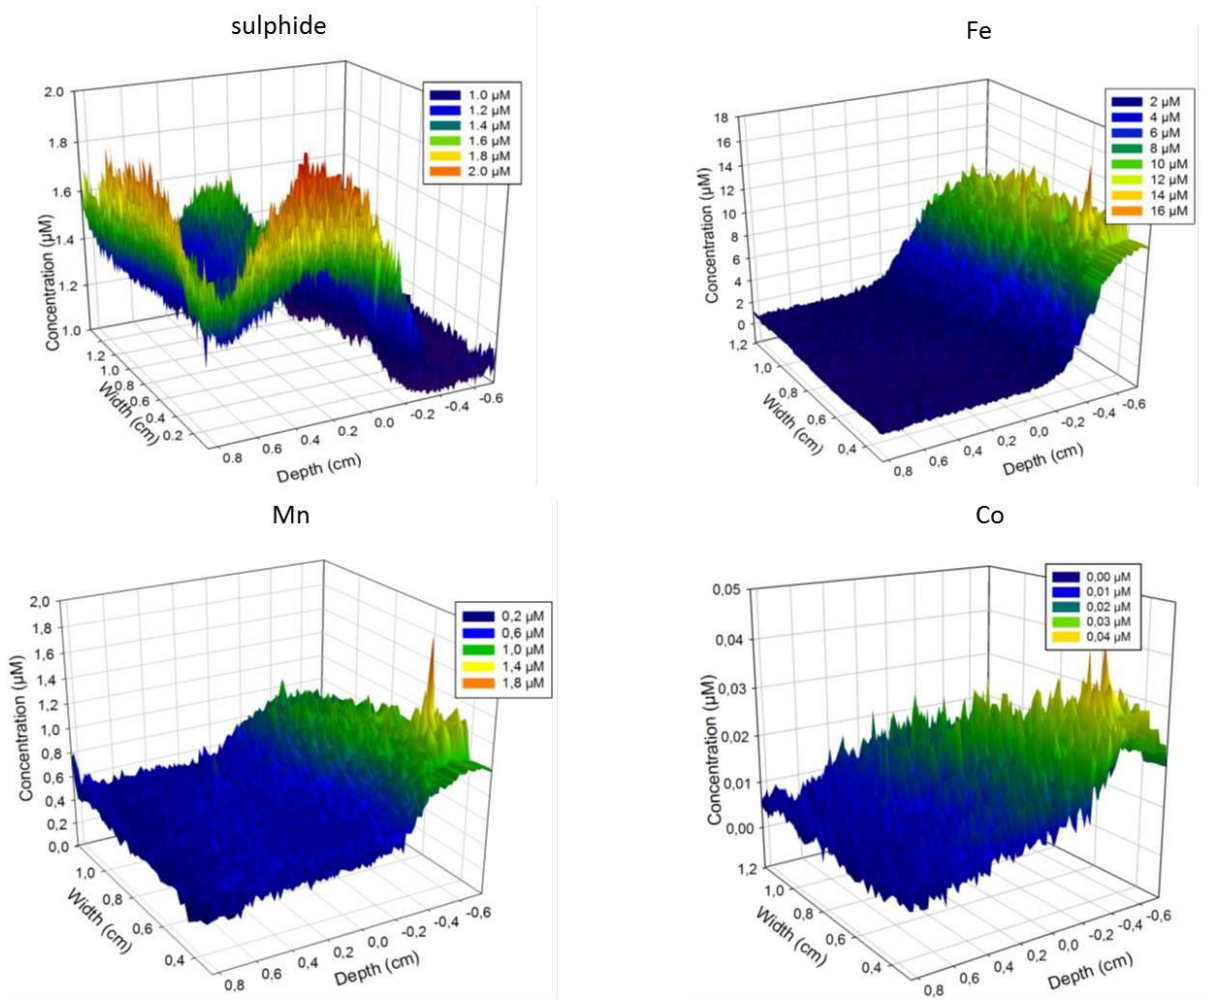 sulphide
2.0
1.8
1.6
1.4
1.2
1.0
Concentration (µM)
1.2
1.0
0.8
0.6
0.4
0.2
Width (cm)
0.8
0.6
0.4
0.2
0.0
-0.2
-0.4
-0.6
Depth (cm)
1.0 µM
1.2 µM
1.4 µM
1.6 µM
1.8 µM
2.0 µM
Fe
18
16
14
12
10
8
6
4
2
0
Concentration (µM)
1,2
1,0
0,8
0,6
0,4
Width (cm)
0,8
0,6
0,4
0,2
0,0
-0,2
-0,4
-0,6
Depth (cm)
2 µM
4 µM
6 µM
8 µM
10 µM
12 µM
14 µM
16 µM
Mn
2,0
1,8
1,6
1,4
1,2
1,0
0,8
0,6
0,4
0,2
0,0
Concentration (µM)
1,0
0,8
0,6
0,4
Width (cm)
0,8
0,6
0,4
0,2
0,0
-0,2
-0,4
-0,6
Depth (cm)
0,2 µM
0,6 µM
1,0 µM
1,4 µM
1,8 µM
Co
0,05
0,04
0,03
0,02
0,01
0,00
Concentration (µM)
1,2
1,0
0,8
0,6
0,4
Width (cm)
0,8
0,6
0,4
0,2
0,0
-0,2
-0,4
-0,6
Depth (cm)
0,00 µM
0,01 µM
0,02 µM
0,03 µM
0,04 µM